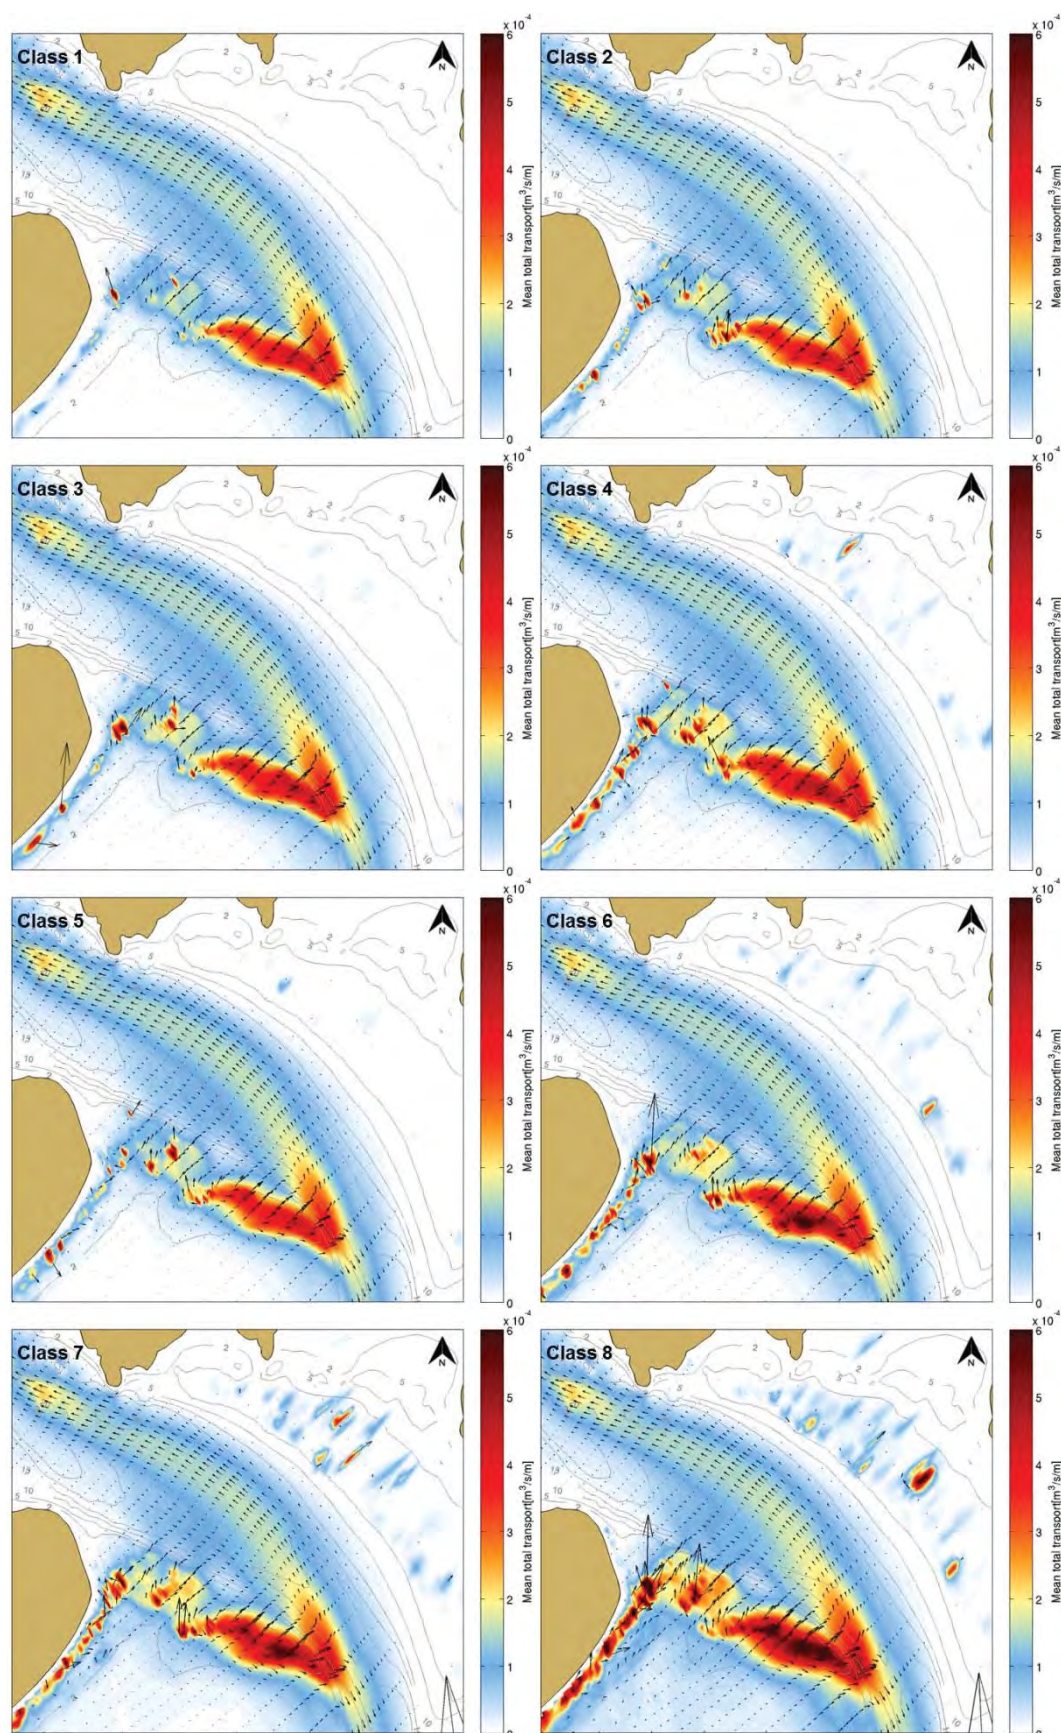 x 10⁻⁴
x 10⁻⁴
Class 1
N
6
5
4
3
2
1
0
Mean total transport[m³/s/m]
Class 2
N
6
5
4
3
2
1
0
Mean total transport[m³/s/m]
x 10⁻⁴
x 10⁻⁴
Class 3
N
6
5
4
3
2
1
0
Mean total transport[m³/s/m]
Class 4
N
6
5
4
3
2
1
0
Mean total transport[m³/s/m]
x 10⁻⁴
x 10⁻⁴
Class 5
N
6
5
4
3
2
1
0
Mean total transport[m³/s/m]
Class 6
N
6
5
4
3
2
1
0
Mean total transport[m³/s/m]
x 10⁻⁴
x 10⁻⁴
Class 7
N
6
5
4
3
2
1
0
Mean total transport[m³/s/m]
Class 8
N
6
5
4
3
2
1
0
Mean total transport[m³/s/m]